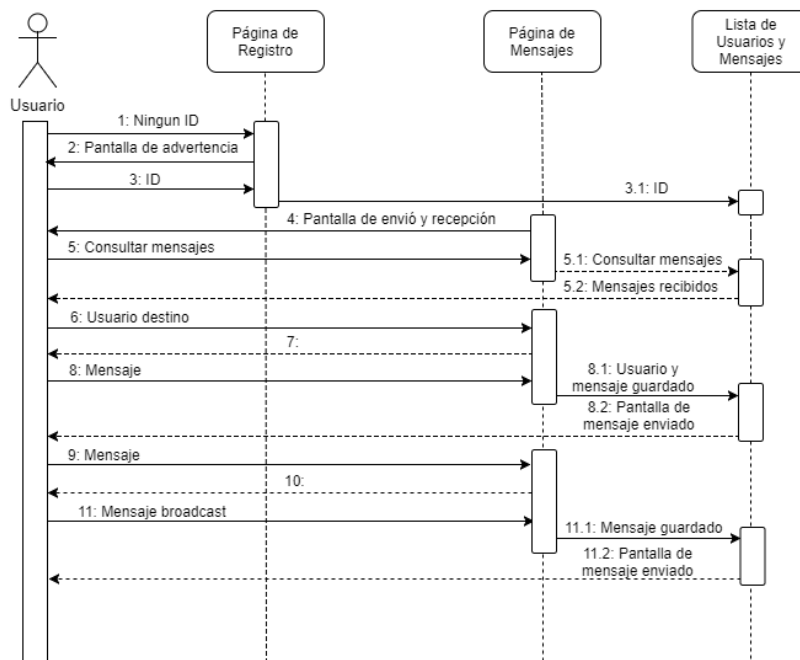 Usuario
Página de
Registro
Página de
Mensajes
Lista de
Usuarios y
Mensajes
1: Ningun ID
2: Pantalla de advertencia
3: ID
3.1: ID
4: Pantalla de envió y recepción
5: Consultar mensajes
5.1: Consultar mensajes
5.2: Mensajes recibidos
6: Usuario destino
7:
8: Mensaje
8.1: Usuario y
mensaje guardado
8.2: Pantalla de
mensaje enviado
9: Mensaje
10:
11: Mensaje broadcast
11.1: Mensaje guardado
11.2: Pantalla de
mensaje enviado